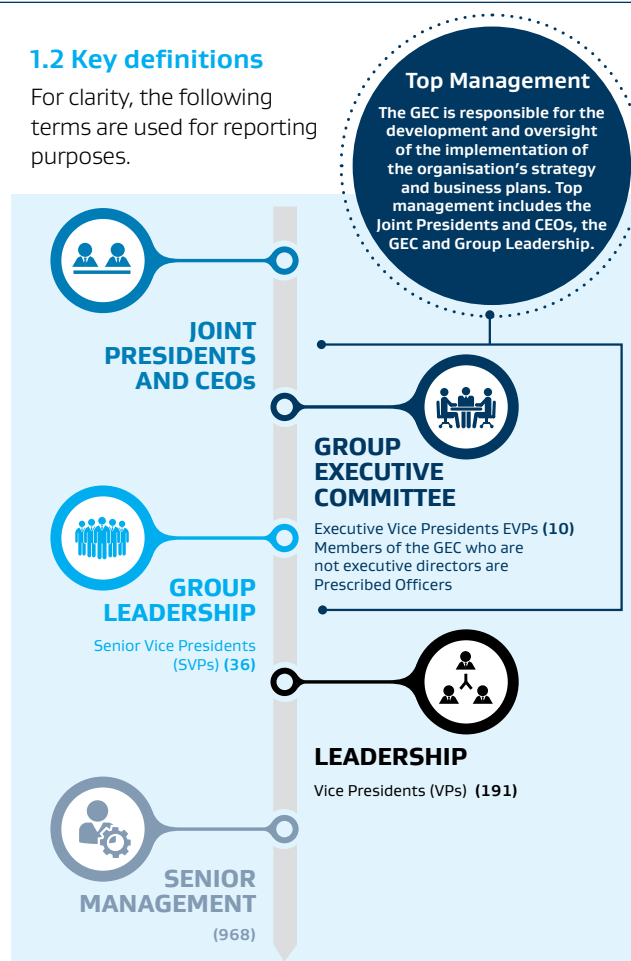 1.2 Key definitions
For clarity, the following
terms are used for reporting
purposes.
Top Management
The GEC is responsible for the
development and oversight
of the implementation of
the organisation's strategy
and business plans. Top
management includes the
Joint Presidents and CEOs, the
GEC and Group Leadership.
JOINT
PRESIDENTS
AND CEOs
GROUP
EXECUTIVE
COMMITTEE
Executive Vice Presidents EVPs (10)
Members of the GEC who are
not executive directors are
Prescribed Officers
GROUP
LEADERSHIP
Senior Vice Presidents
(SVPs) (36)
LEADERSHIP
Vice Presidents (VPs) (191)
SENIOR
MANAGEMENT
(968)